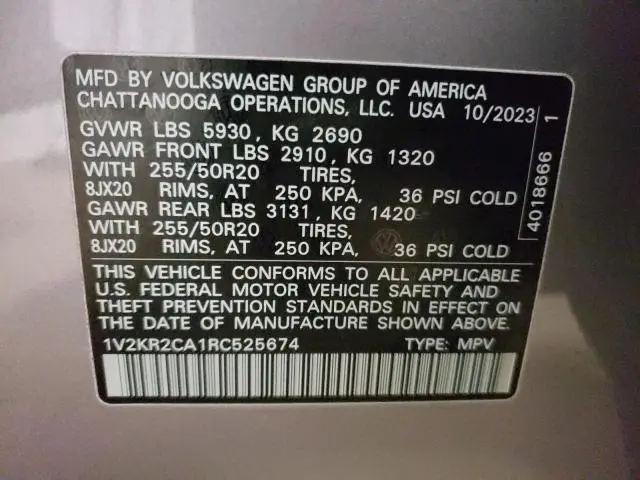 MFD BY VOLKSWAGEN GROUP OF AMERICA
CHATTANOOGA OPERATIONS, LLC. USA 10/2023
GVWR LBS 5930, KG 2690
GAWR FRONT LBS 2910, KG 1320
WITH 255/50R20 TIRES,
8JX20 RIMS, AT 250 KPA, 36 PSI COLD
GAWR REAR LBS 3131, KG 1420
WITH 255/50R20 TIRES,
8JX20 RIMS, AT 250 KPA, 36 PSI COLD
THIS VEHICLE CONFORMS TO ALL APPLICABLE
U.S. FEDERAL MOTOR VEHICLE SAFETY AND
THEFT PREVENTION STANDARDS IN EFFECT ON
THE DATE OF MANUFACTURE SHOWN ABOVE.
1V2KR2CA1RC525674 TYPE: MPV
4018666 1